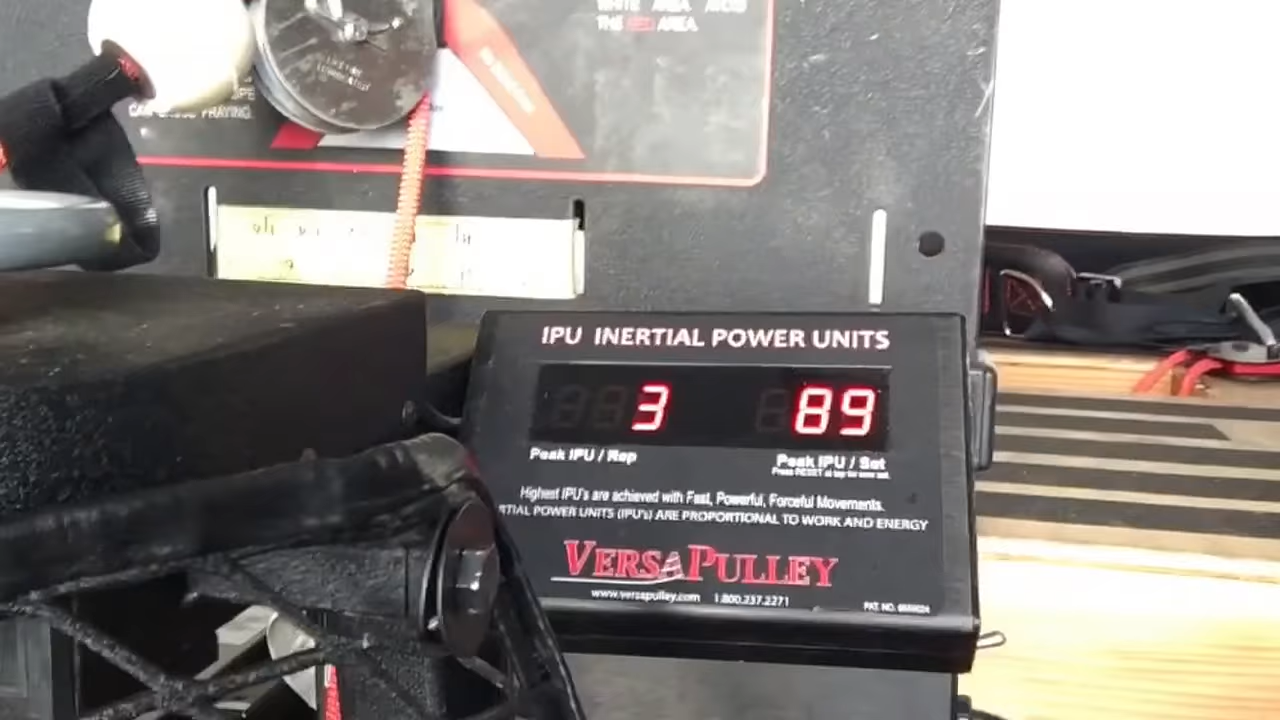 WHITE AREA. AVOID
THE RED AREA.
IPU INERTIAL POWER UNITS
3 89
Peak IPU / Rep
Peak IPU / Set
Press RESET at top for new set.
Highest IPU's are achieved with Fast, Powerful, Forceful Movements.
RTIAL POWER UNITS (IPU's) ARE PROPORTIONAL TO WORK AND ENERGY
VERSAPULLEY
www.versapulley.com 1.800.237.2271
PAT. NO.